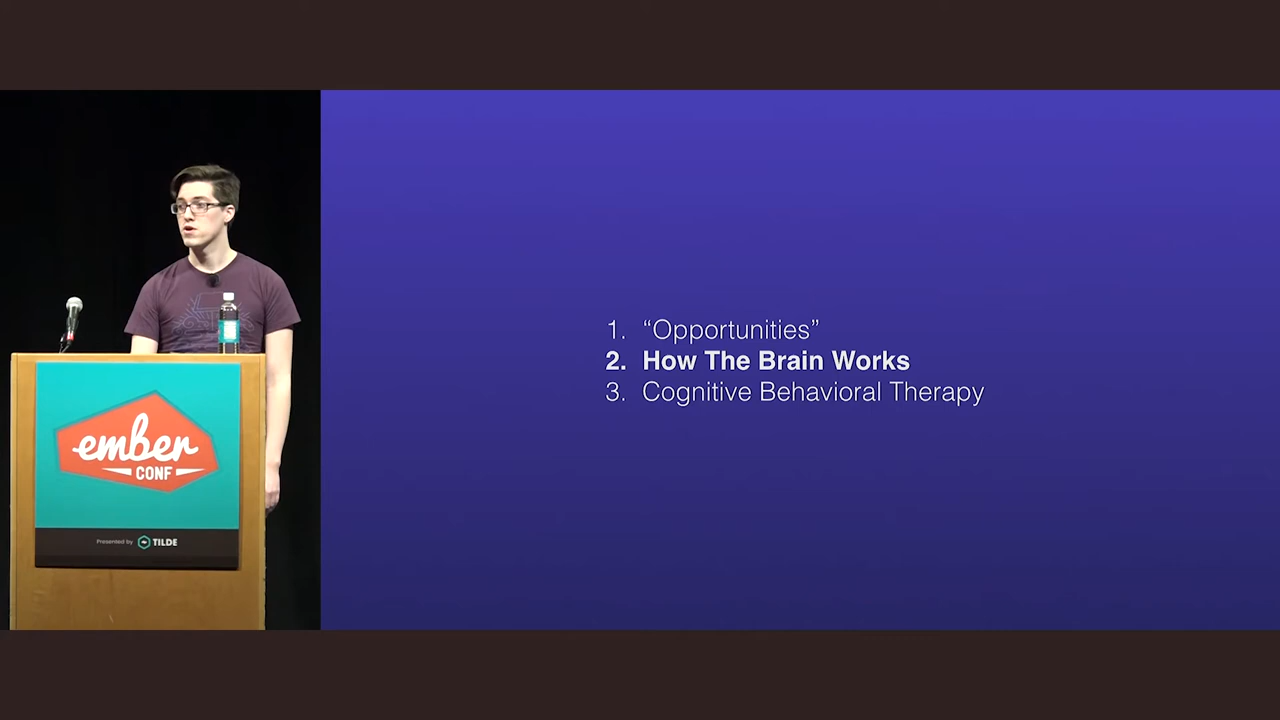 1. “Opportunities”
2. How The Brain Works
3. Cognitive Behavioral Therapy
ember
CONF
Presented by TILDE